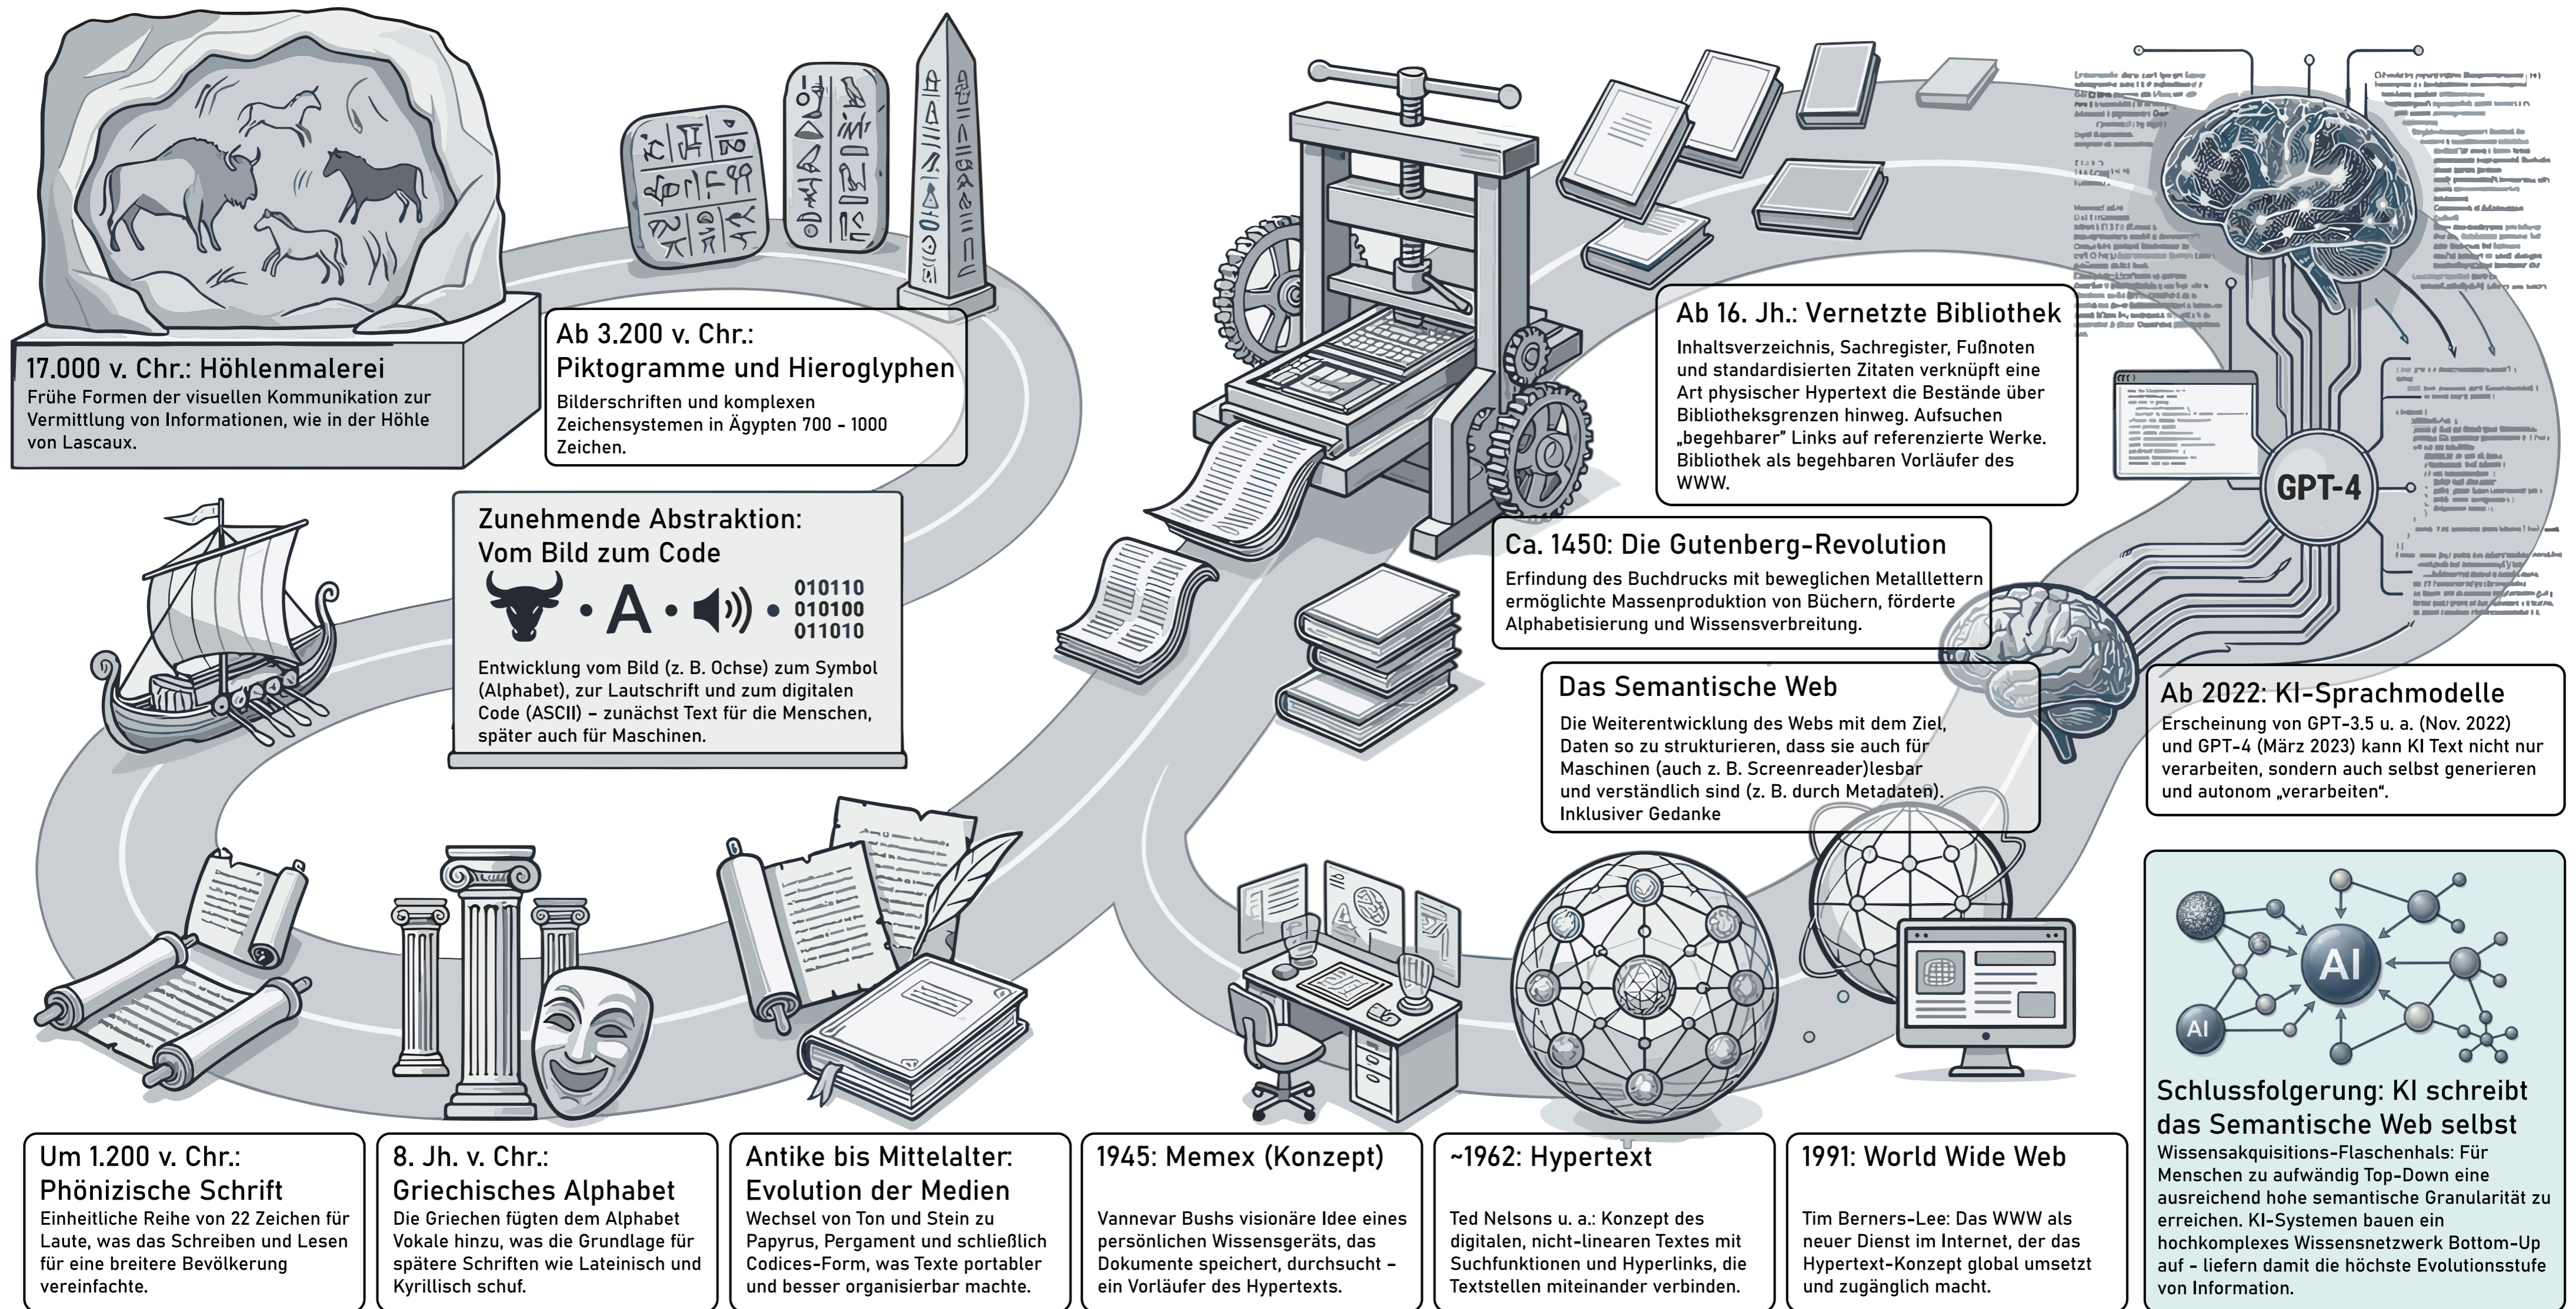 17.000 v. Chr.: Höhlenmalerei
Frühe Formen der visuellen Kommunikation zur
Vermittlung von Informationen, wie in der Höhle
von Lascaux.
Ab 3.200 v. Chr.:
Piktogramme und Hieroglyphen
Bilderschriften und komplexen
Zeichensystemen in Ägypten 700 - 1000
Zeichen.
Zunehmende Abstraktion:
Vom Bild zum Code
A
010110
010100
011010
Entwicklung vom Bild (z. B. Ochse) zum Symbol
(Alphabet), zur Lautschrift und zum digitalen
Code (ASCII) – zunächst Text für die Menschen,
später auch für Maschinen.
Um 1.200 v. Chr.:
Phönizische Schrift
Einheitliche Reihe von 22 Zeichen für
Laute, was das Schreiben und Lesen
für eine breitere Bevölkerung
vereinfachte.
8. Jh. v. Chr.:
Griechisches Alphabet
Die Griechen fügten dem Alphabet
Vokale hinzu, was die Grundlage für
spätere Schriften wie Lateinisch und
Kyrillisch schuf.
Antike bis Mittelalter:
Evolution der Medien
Wechsel von Ton und Stein zu
Papyrus, Pergament und schließlich
Codices-Form, was Texte portabler
und besser organisierbar machte.
Ca. 1450: Die Gutenberg-Revolution
Erfindung des Buchdrucks mit beweglichen Metalllettern
ermöglichte Massenproduktion von Büchern, förderte
Alphabetisierung und Wissensverbreitung.
Ab 16. Jh.: Vernetzte Bibliothek
Inhaltsverzeichnis, Sachregister, Fußnoten
und standardisierten Zitaten verknüpft eine
Art physischer Hypertext die Bestände über
Bibliotheksgrenzen hinweg. Aufsuchen
„begehbarer” Links auf referenzierte Werke.
Bibliothek als begehbaren Vorläufer des
WWW.
1945: Memex (Konzept)
Vannevar Bushs visionäre Idee eines
persönlichen Wissensgeräts, das
Dokumente speichert, durchsucht –
ein Vorläufer des Hypertexts.
~1962: Hypertext
Ted Nelsons u. a.: Konzept des
digitalen, nicht-linearen Textes mit
Suchfunktionen und Hyperlinks, die
Textstellen miteinander verbinden.
1991: World Wide Web
Tim Berners-Lee: Das WWW als
neuer Dienst im Internet, der das
Hypertext-Konzept global umsetzt
und zugänglich macht.
Das Semantische Web
Die Weiterentwicklung des Webs mit dem Ziel,
Daten so zu strukturieren, dass sie auch für
Maschinen (auch z. B. Screenreader)lesbar
und verständlich sind (z. B. durch Metadaten).
Inklusiver Gedanke
GPT-4
Ab 2022: KI-Sprachmodelle
Erscheinung von GPT-3.5 u. a. (Nov. 2022)
und GPT-4 (März 2023) kann KI Text nicht nur
verarbeiten, sondern auch selbst generieren
und autonom „verarbeiten“.
AI
AI
Schlussfolgerung: KI schreibt
das Semantische Web selbst
Wissensakquisitions-Flaschenhals: Für
Menschen zu aufwändig Top-Down eine
ausreichend hohe semantische Granularität zu
erreichen. KI-Systemen bauen ein
hochkomplexes Wissensnetzwerk Bottom-Up
auf - liefern damit die höchste Evolutionsstufe
von Information.